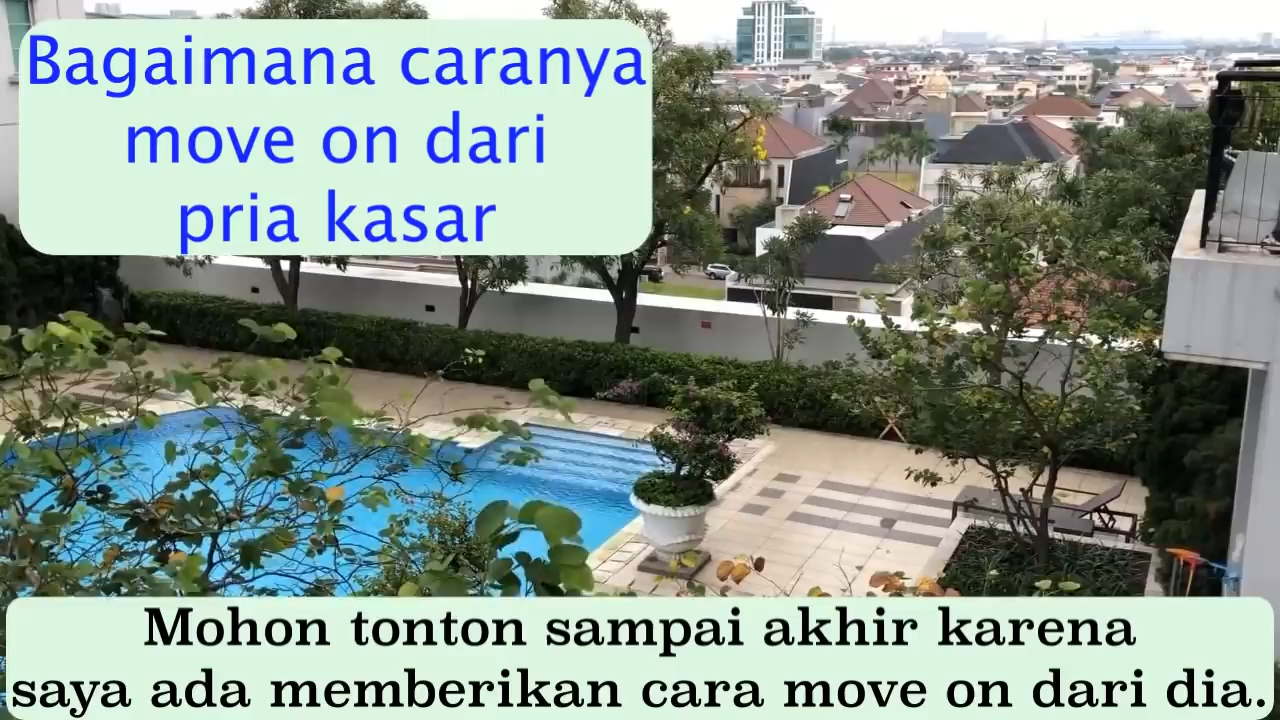 Bagaimana caranya
move on dari
pria kasar
Mohon tonton sampai akhir karena
saya ada memberikan cara move on dari dia.